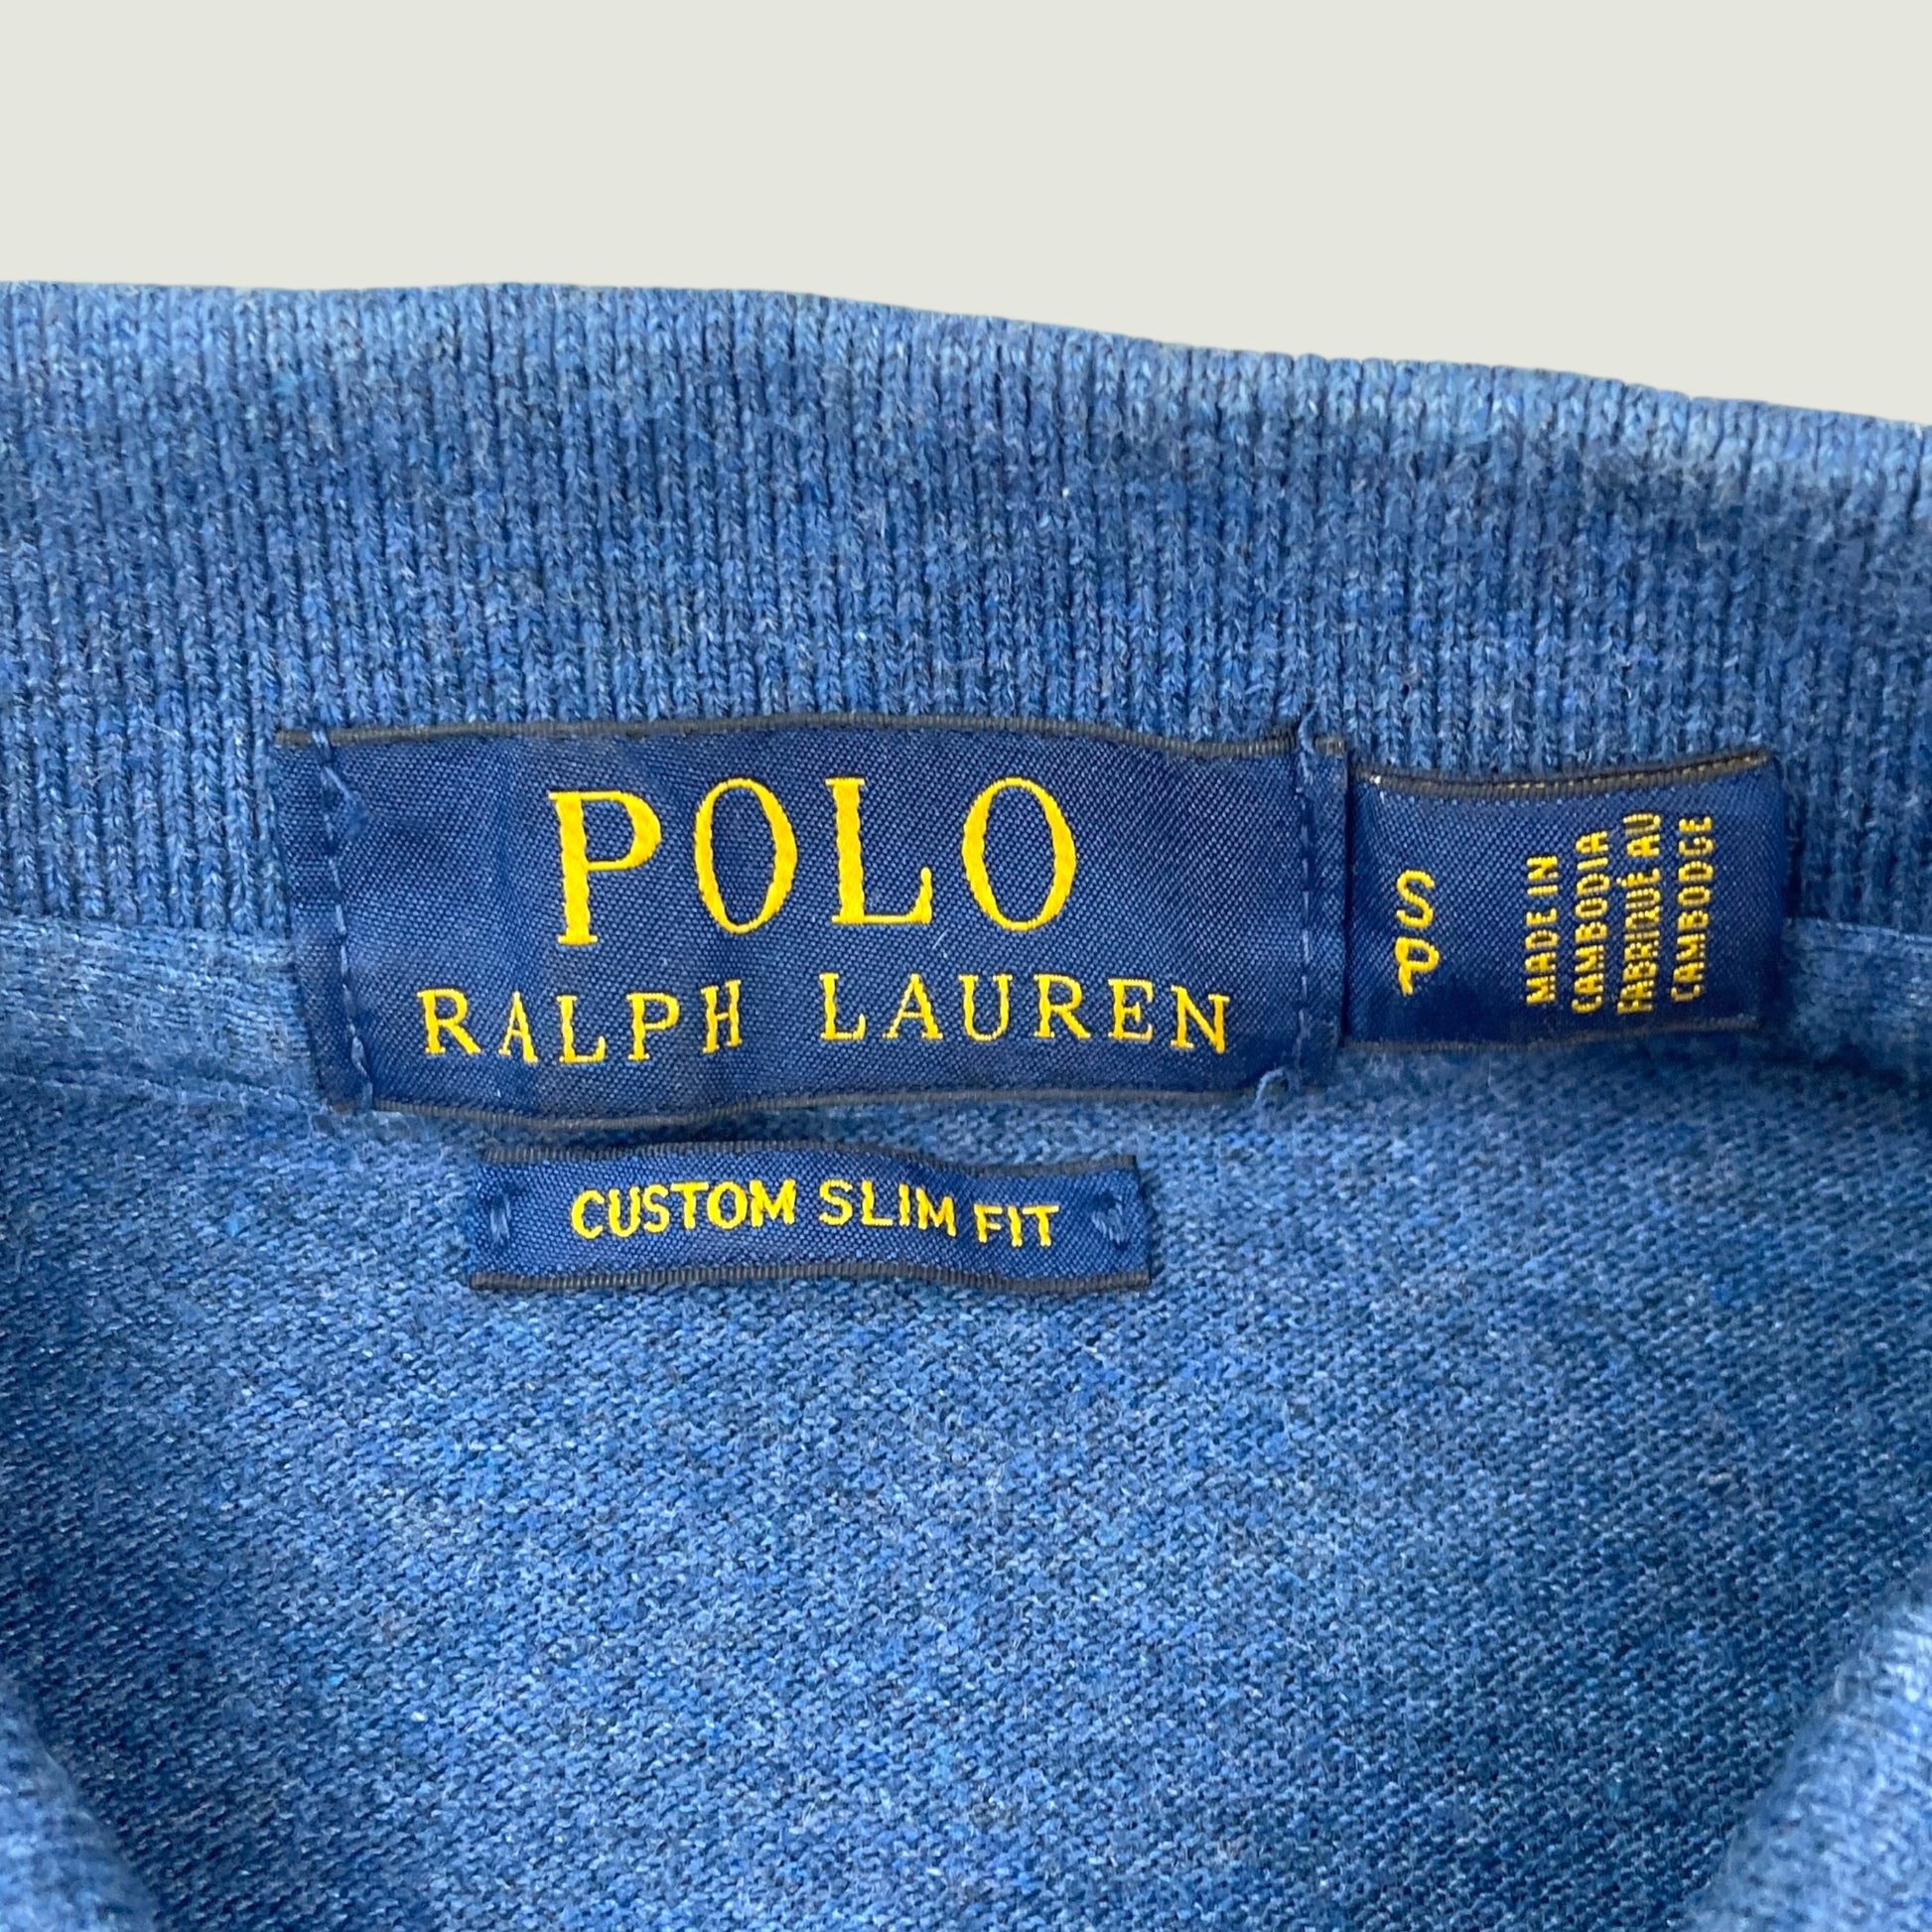 POLO
RALPH LAUREN
CUSTOM SLIM FIT
S
P
MADE IN
CAMBODIA
FABRIQUÉ AU
CAMBODGE